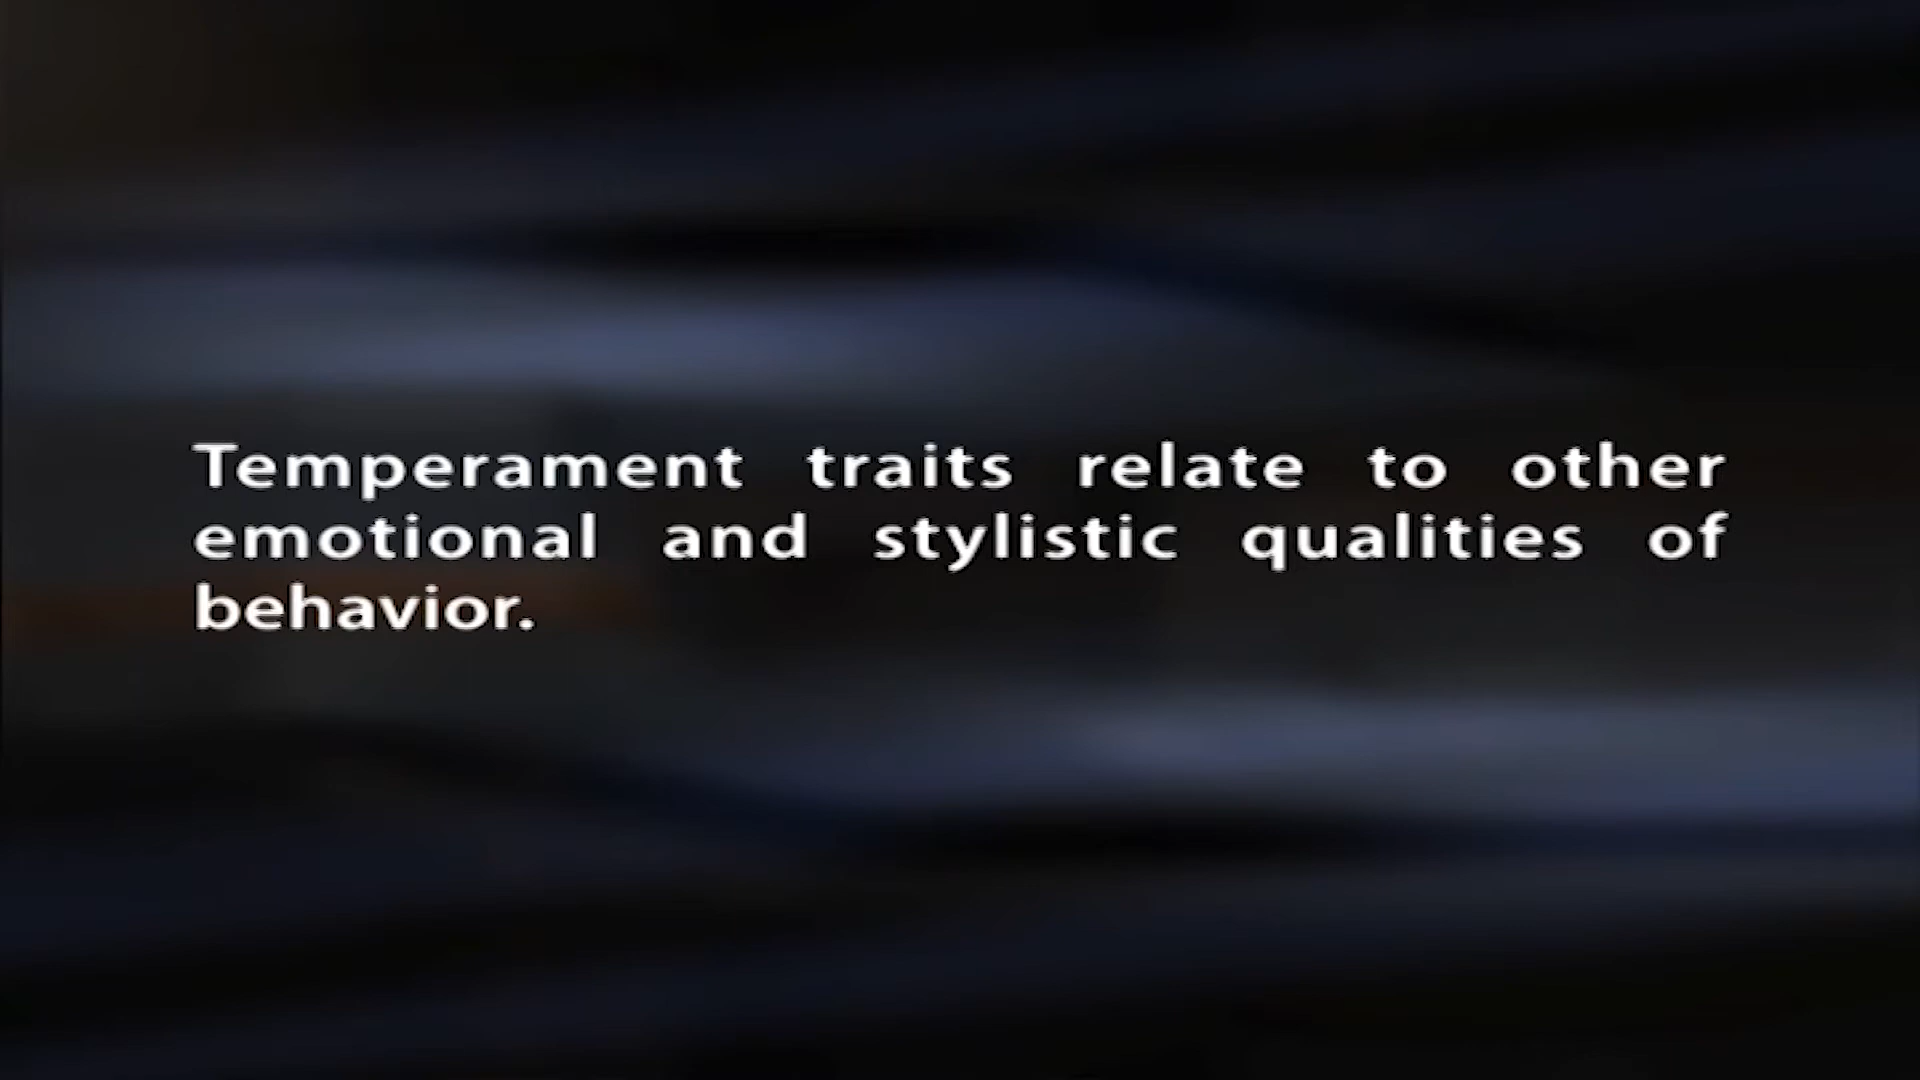 Temperament traits relate to other
emotional and stylistic qualities of
behavior.